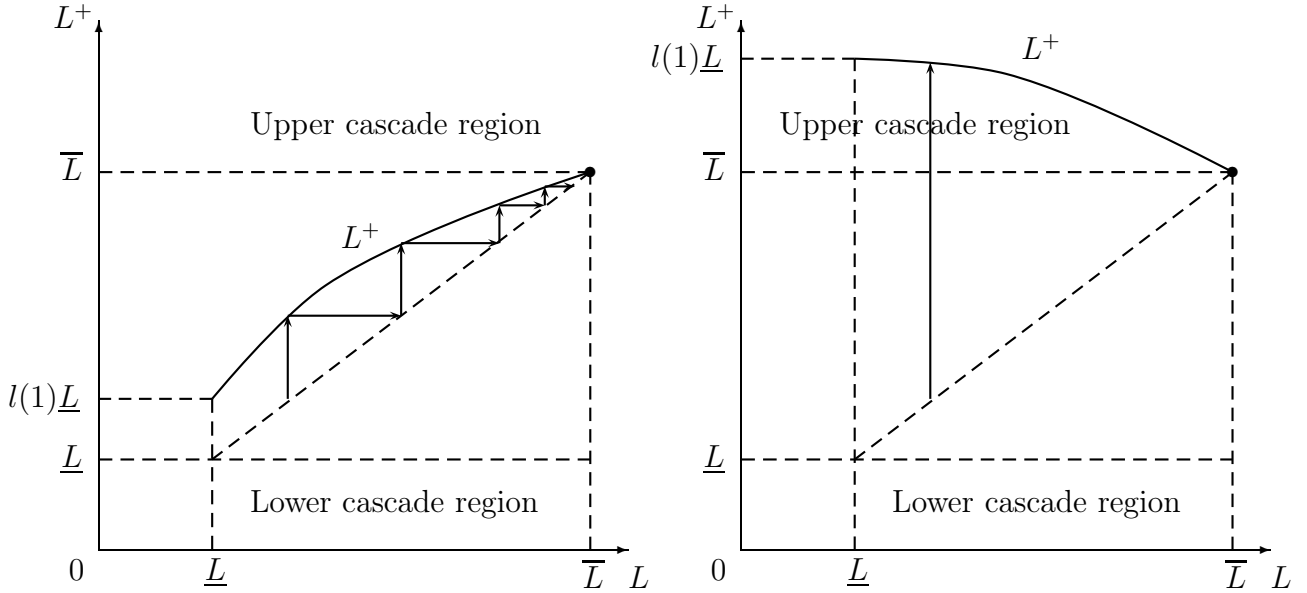 L⁺
Upper cascade region
L̅
L⁺
l(1)L̲
L̲
Lower cascade region
0
L̲
L̅
L
L⁺
L⁺
l(1)L̲
Upper cascade region
L̅
L̲
Lower cascade region
0
L̲
L̅
L